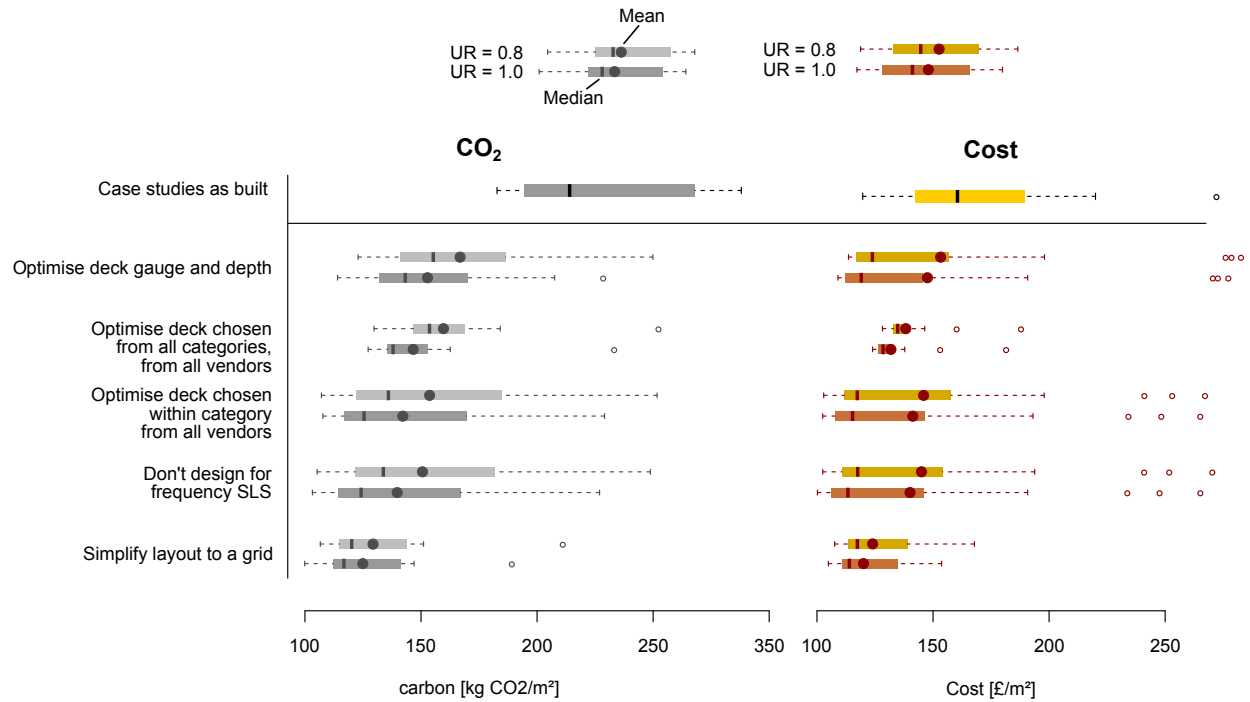 Mean
UR = 0.8
UR = 1.0
Median
UR = 0.8
UR = 1.0
CO₂
Cost
Case studies as built
Optimise deck gauge and depth
Optimise deck chosen
from all categories,
from all vendors
Optimise deck chosen
within category
from all vendors
Don't design for
frequency SLS
Simplify layout to a grid
100 150 200 250 350
100 150 200 250
carbon [kg CO2/m²]
Cost [£/m²]